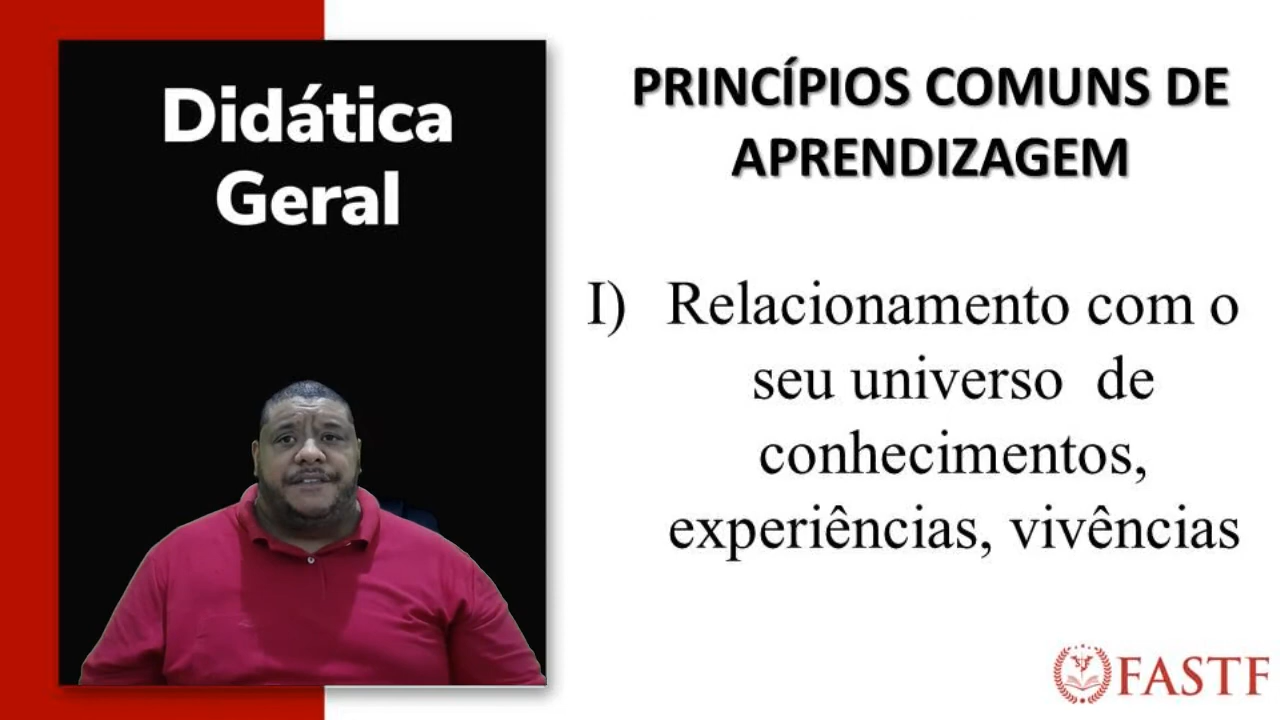 Didática
Geral
PRINCÍPIOS COMUNS DE
APRENDIZAGEM
I) Relacionamento com o
seu universo de
conhecimentos,
experiências, vivências
FASTF